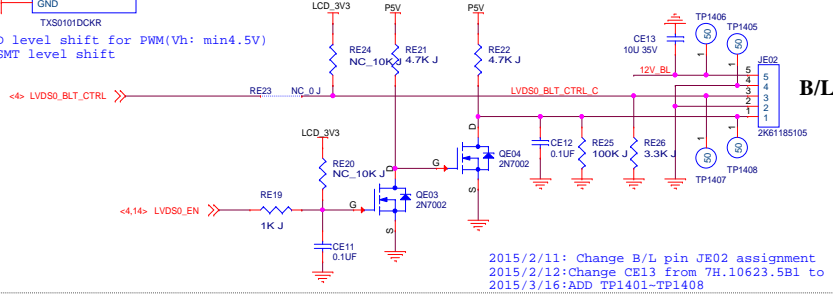 GND
TXS0101DCKR
D level shift for PWM(Vh: min4.5V)
SMT level shift
LCD_3V3
P5V
P5V
TP1406
TP1405
CE13
10U 35V
50
50
1
1
RE24
NC_10K J
RE21
4.7K J
RE22
4.7K J
JE02
12V_BL
5
4
3
2
1
5
4
3
2
1
B/L
2K61185105
<4> LVDS0_BLT_CTRL
RE23
NC_0 J
LVDS0_BLT_CTRL_C
LCD_3V3
RE20
NC_10K J
D
G
S
QE04
2N7002
CE12
0.1UF
RE25
100K J
RE26
3.3K J
1
1
50
50
TP1407
TP1408
D
G
S
QE03
2N7002
RE19
1K J
<4,14> LVDS0_EN
CE11
0.1UF
2015/2/11: Change B/L pin JE02 assignment
2015/2/12:Change CE13 from 7H.10623.5B1 to
2015/3/16:ADD TP1401~TP1408